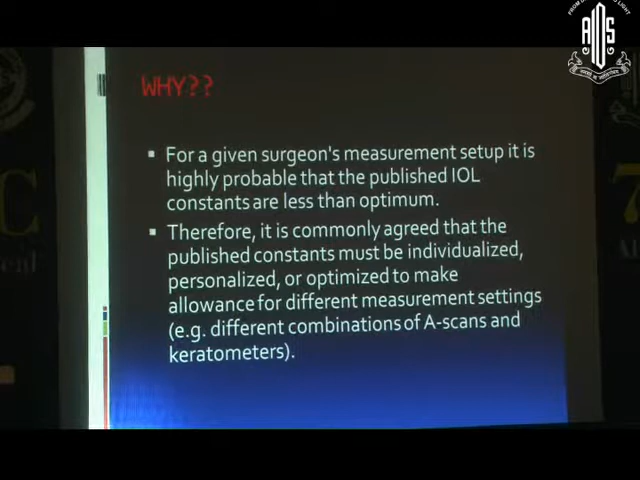 AIOS
WHY??
For a given surgeon's measurement setup it is
highly probable that the published IOL
constants are less than optimum.
Therefore, it is commonly agreed that the
published constants must be individualized,
personalized, or optimized to make
allowance for different measurement settings
(e.g. different combinations of A-scans and
keratometers).